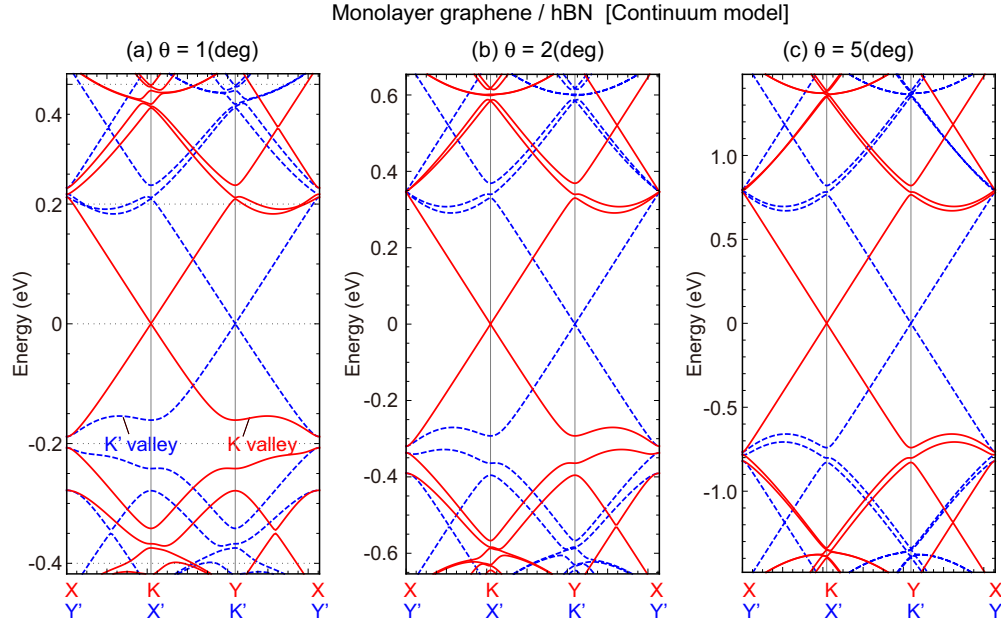 Monolayer graphene / hBN [Continuum model]
(a) θ = 1(deg)
(b) θ = 2(deg)
(c) θ = 5(deg)
Energy (eV)
0.4
0.2
0
-0.2
-0.4
K' valley
K valley
X K Y X
Y' X' K' Y'
Energy (eV)
0.6
0.4
0.2
0
-0.2
-0.4
-0.6
X K Y X
Y' X' K' Y'
Energy (eV)
1.0
0.5
0
-0.5
-1.0
X K Y X
Y' X' K' Y'